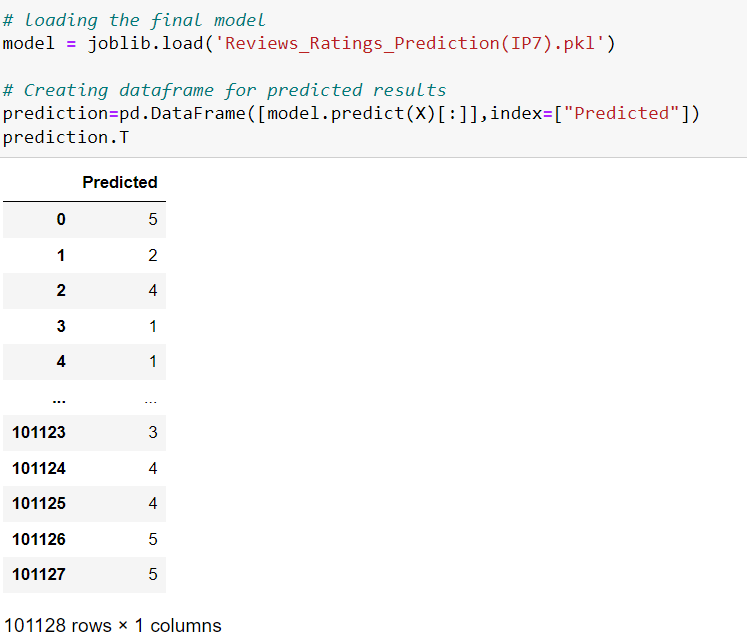 # loading the final model
model = joblib.load('Reviews_Ratings_Prediction(IP7).pkl')
# Creating dataframe for predicted results
prediction=pd.DataFrame([model.predict(X)[:]],index=["Predicted"])
prediction.T
Predicted
0 5
1 2
2 4
3 1
4 1
... ...
101123 3
101124 4
101125 4
101126 5
101127 5
101128 rows × 1 columns